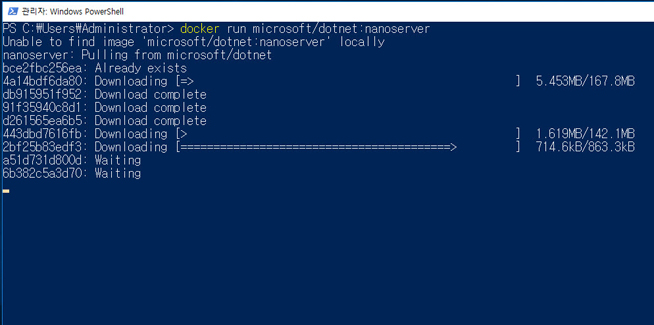 관리자: Windows PowerShell
PS C:₩Users₩Administrator> docker run microsoft/dotnet:nanoserver
Unable to find image 'microsoft/dotnet:nanoserver' locally
nanoserver: Pulling from microsoft/dotnet
bce2fbc256ea: Already exists
4a14bdf6da80: Downloading [=> ] 5.453MB/167.8MB
db915951f952: Download complete
91f35940c8d1: Download complete
d261565ea6b5: Download complete
443dbd7616fb: Downloading [> ] 1.619MB/142.1MB
2bf25b83edf3: Downloading [=========================================> ] 714.6kB/863.3kB
a51d731d800d: Waiting
6b382c5a3d70: Waiting